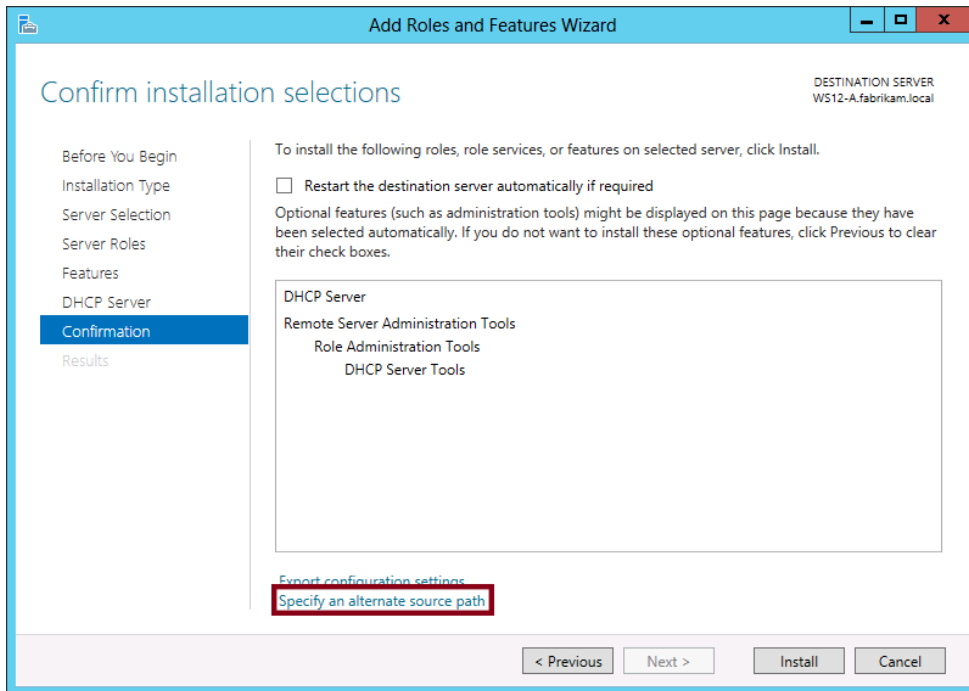 Add Roles and Features Wizard
Confirm installation selections
DESTINATION SERVER
WS12-A.fabrikam.local
Before You Begin
Installation Type
Server Selection
Server Roles
Features
DHCP Server
Confirmation
Results
To install the following roles, role services, or features on selected server, click Install.
Restart the destination server automatically if required
Optional features (such as administration tools) might be displayed on this page because they have
been selected automatically. If you do not want to install these optional features, click Previous to clear
their check boxes.
DHCP Server
Remote Server Administration Tools
Role Administration Tools
DHCP Server Tools
Export configuration settings
Specify an alternate source path
< Previous
Next >
Install
Cancel